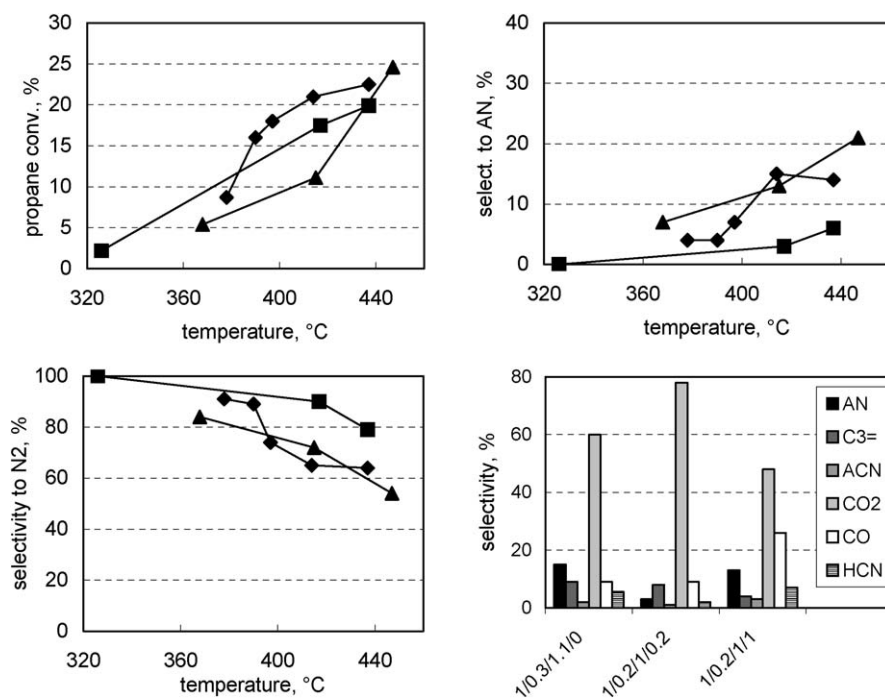 30
25
20
15
10
5
0
propane conv., %
320
360
400
440
temperature, °C
40
30
20
10
0
select. to AN, %
320
360
400
440
temperature, °C
100
80
60
40
20
0
selectivity to N2, %
320
360
400
440
temperature, °C
80
60
40
20
0
selectivity, %
1/0.3/1.1/0
1/0.2/1/0.2
1/0.2/1/1
AN
C3=
ACN
CO2
CO
HCN